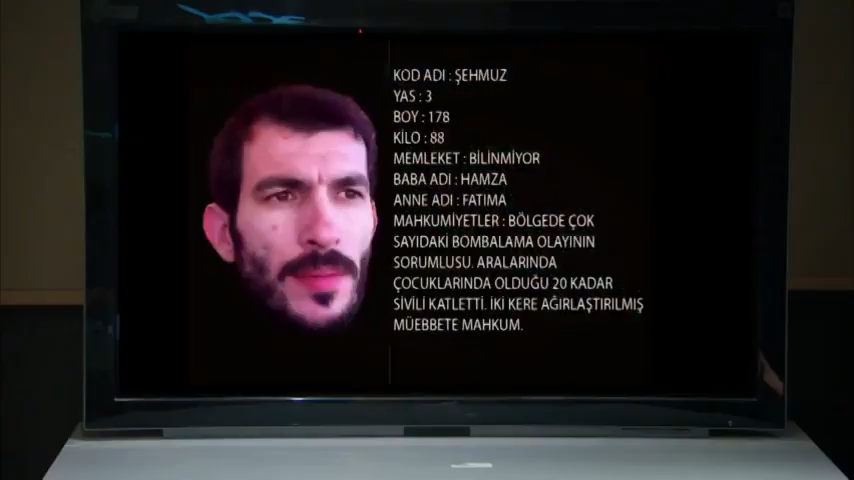 KOD ADI : ŞEHMUZ
YAS : 3
BOY : 178
KİLO : 88
MEMLEKET : BİLİNMİYOR
BABA ADI : HAMZA
ANNE ADI : FATIMA
MAHKUMİYETLER : BÖLGEDE ÇOK
SAYIDAKİ BOMBALAMA OLAYININ
SORUMLUSU. ARALARINDA
ÇOCUKLARINDA OLDUĞU 20 KADAR
SİVİLİ KATLETTİ. İKİ KERE AĞIRLAŞTIRILMIŞ
MÜEBBETE MAHKUM.